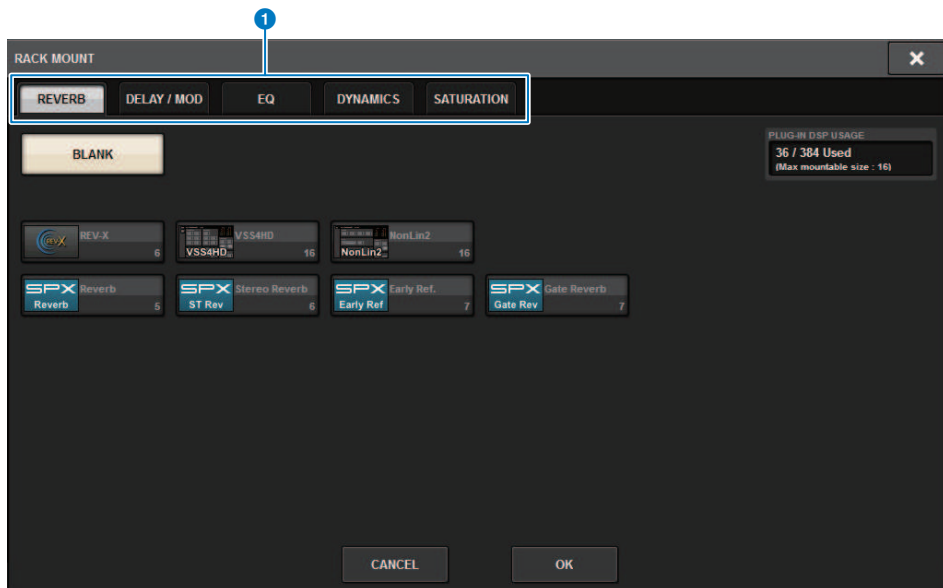 1
RACK MOUNT
REVERB DELAY / MOD EQ DYNAMICS SATURATION
BLANK
PLUG-IN DSP USAGE
36 / 384 Used
(Max mountable size : 16)
REV-X REV-X 6
VSS4HD VSS4HD 16
NonLin2 NonLin2 16
SPX Reverb Reverb 5
SPX ST Rev Stereo Reverb 6
SPX Early Ref Early Ref. 7
SPX Gate Rev Gate Reverb 7
CANCEL OK